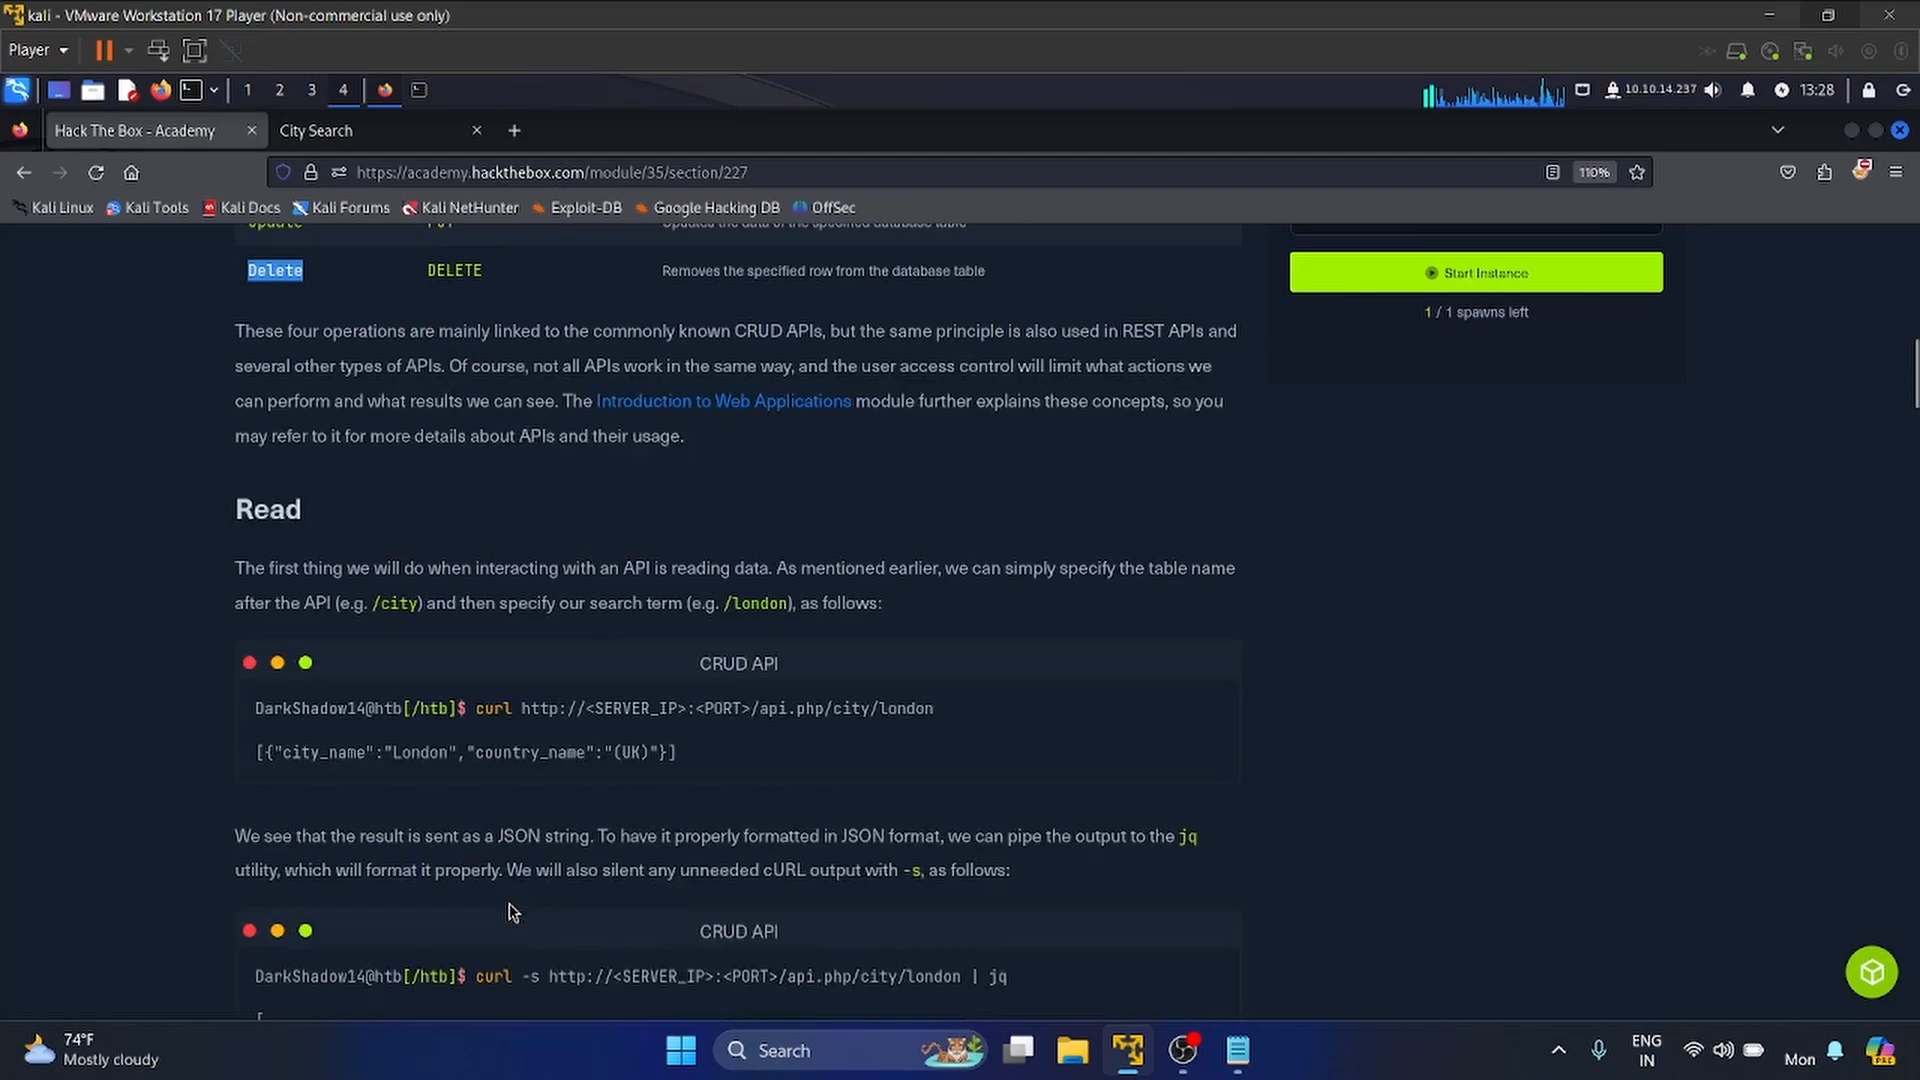 kali - VMware Workstation 17 Player (Non-commercial use only)
Player
1 2 3 4
10.10.14.237
13:28
Hack The Box - Academy
City Search
https://academy.hackthebox.com/module/35/section/227
110%
Kali Linux Kali Tools Kali Docs Kali Forums Kali NetHunter Exploit-DB Google Hacking DB OffSec
Update PUT Updates the data of the specified database table
Delete DELETE Removes the specified row from the database table
Start Instance
1 / 1 spawns left
These four operations are mainly linked to the commonly known CRUD APIs, but the same principle is also used in REST APIs and
several other types of APIs. Of course, not all APIs work in the same way, and the user access control will limit what actions we
can perform and what results we can see. The Introduction to Web Applications module further explains these concepts, so you
may refer to it for more details about APIs and their usage.
Read
The first thing we will do when interacting with an API is reading data. As mentioned earlier, we can simply specify the table name
after the API (e.g. /city) and then specify our search term (e.g. /london), as follows:
CRUD API
DarkShadow14@htb[/htb]$ curl http://<SERVER_IP>:<PORT>/api.php/city/london
[{"city_name":"London","country_name":"(UK)"}]
We see that the result is sent as a JSON string. To have it properly formatted in JSON format, we can pipe the output to the jq
utility, which will format it properly. We will also silent any unneeded cURL output with -s, as follows:
CRUD API
DarkShadow14@htb[/htb]$ curl -s http://<SERVER_IP>:<PORT>/api.php/city/london | jq
[
74°F
Mostly cloudy
Search
ENG
IN
Mon